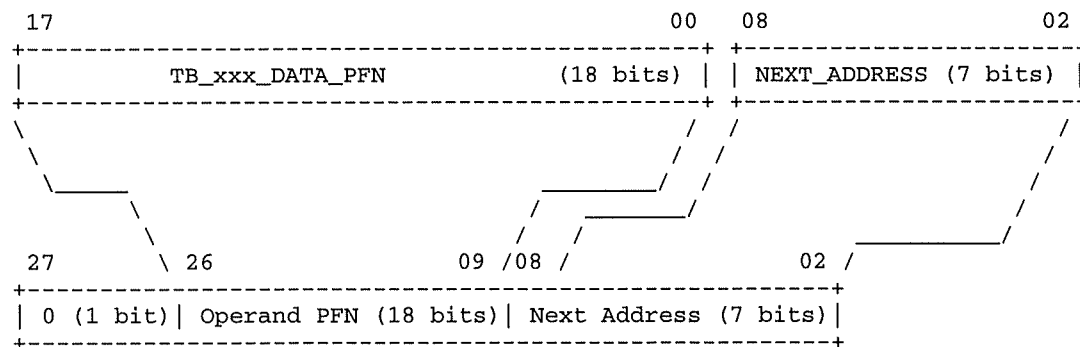 17 00 08 02
TB_xxx_DATA_PFN (18 bits) NEXT_ADDRESS (7 bits)
27 26 09 08 02
0 (1 bit) Operand PFN (18 bits) Next Address (7 bits)